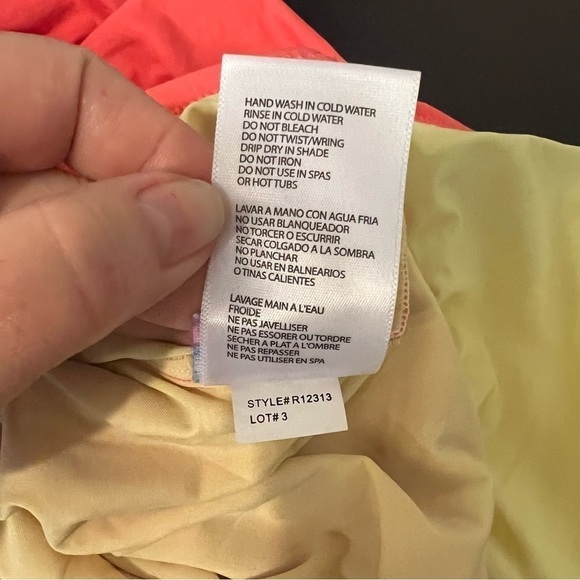 HAND WASH IN COLD WATER
RINSE IN COLD WATER
DO NOT BLEACH
DO NOT TWIST/WRING
DRIP DRY IN SHADE
DO NOT IRON
DO NOT USE IN SPAS
OR HOT TUBS
LAVAR A MANO CON AGUA FRIA
NO USAR BLANQUEADOR
NO TORCER O ESCURRIR
SECAR COLGADO A LA SOMBRA
NO PLANCHAR
NO USAR EN BALNEARIOS
O TINAS CALIENTES
LAVAGE MAIN A L'EAU
FROIDE
NE PAS JAVELLISER
NE PAS ESSORER OU TORDRE
SECHER A PLAT A L'OMBRE
NE PAS REPASSER
NE PAS UTILISER EN SPA
STYLE# R12313
LOT# 3